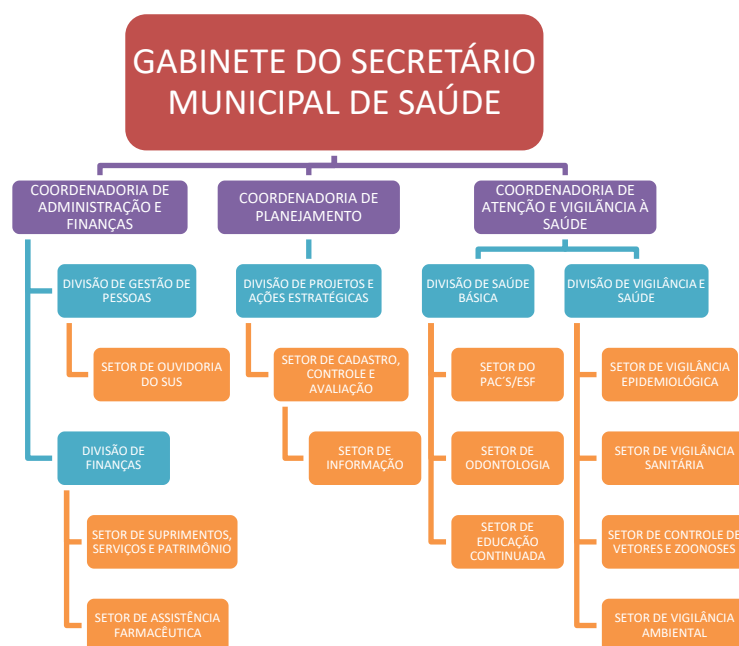 GABINETE DO SECRETÁRIO
MUNICIPAL DE SAÚDE
COORDENADORIA DE
ADMINISTRAÇÃO E
FINANÇAS
COORDENADORIA DE
PLANEJAMENTO
COORDENADORIA DE
ATENÇÃO E VIGILÂNCIA À
SAÚDE
DIVISÃO DE GESTÃO DE
PESSOAS
DIVISÃO DE PROJETOS E
AÇÕES ESTRATÉGICAS
DIVISÃO DE SAÚDE
BÁSICA
DIVISÃO DE VIGILÂNCIA E
SAÚDE
SETOR DE OUVIDORIA
DO SUS
SETOR DE CADASTRO,
CONTROLE E
AVALIAÇÃO
SETOR DO
PAC´S/ESF
SETOR DE VIGILÂNCIA
EPIDEMIOLÓGICA
DIVISÃO DE
FINANÇAS
SETOR DE
INFORMAÇÃO
SETOR DE
ODONTOLOGIA
SETOR DE VIGILÂNCIA
SANITÁRIA
SETOR DE SUPRIMENTOS,
SERVIÇOS E PATRIMÔNIO
SETOR DE
EDUCAÇÃO
CONTINUADA
SETOR DE CONTROLE DE
VETORES E ZOONOSES
SETOR DE ASSISTÊNCIA
FARMACÊUTICA
SETOR DE VIGILÂNCIA
AMBIENTAL